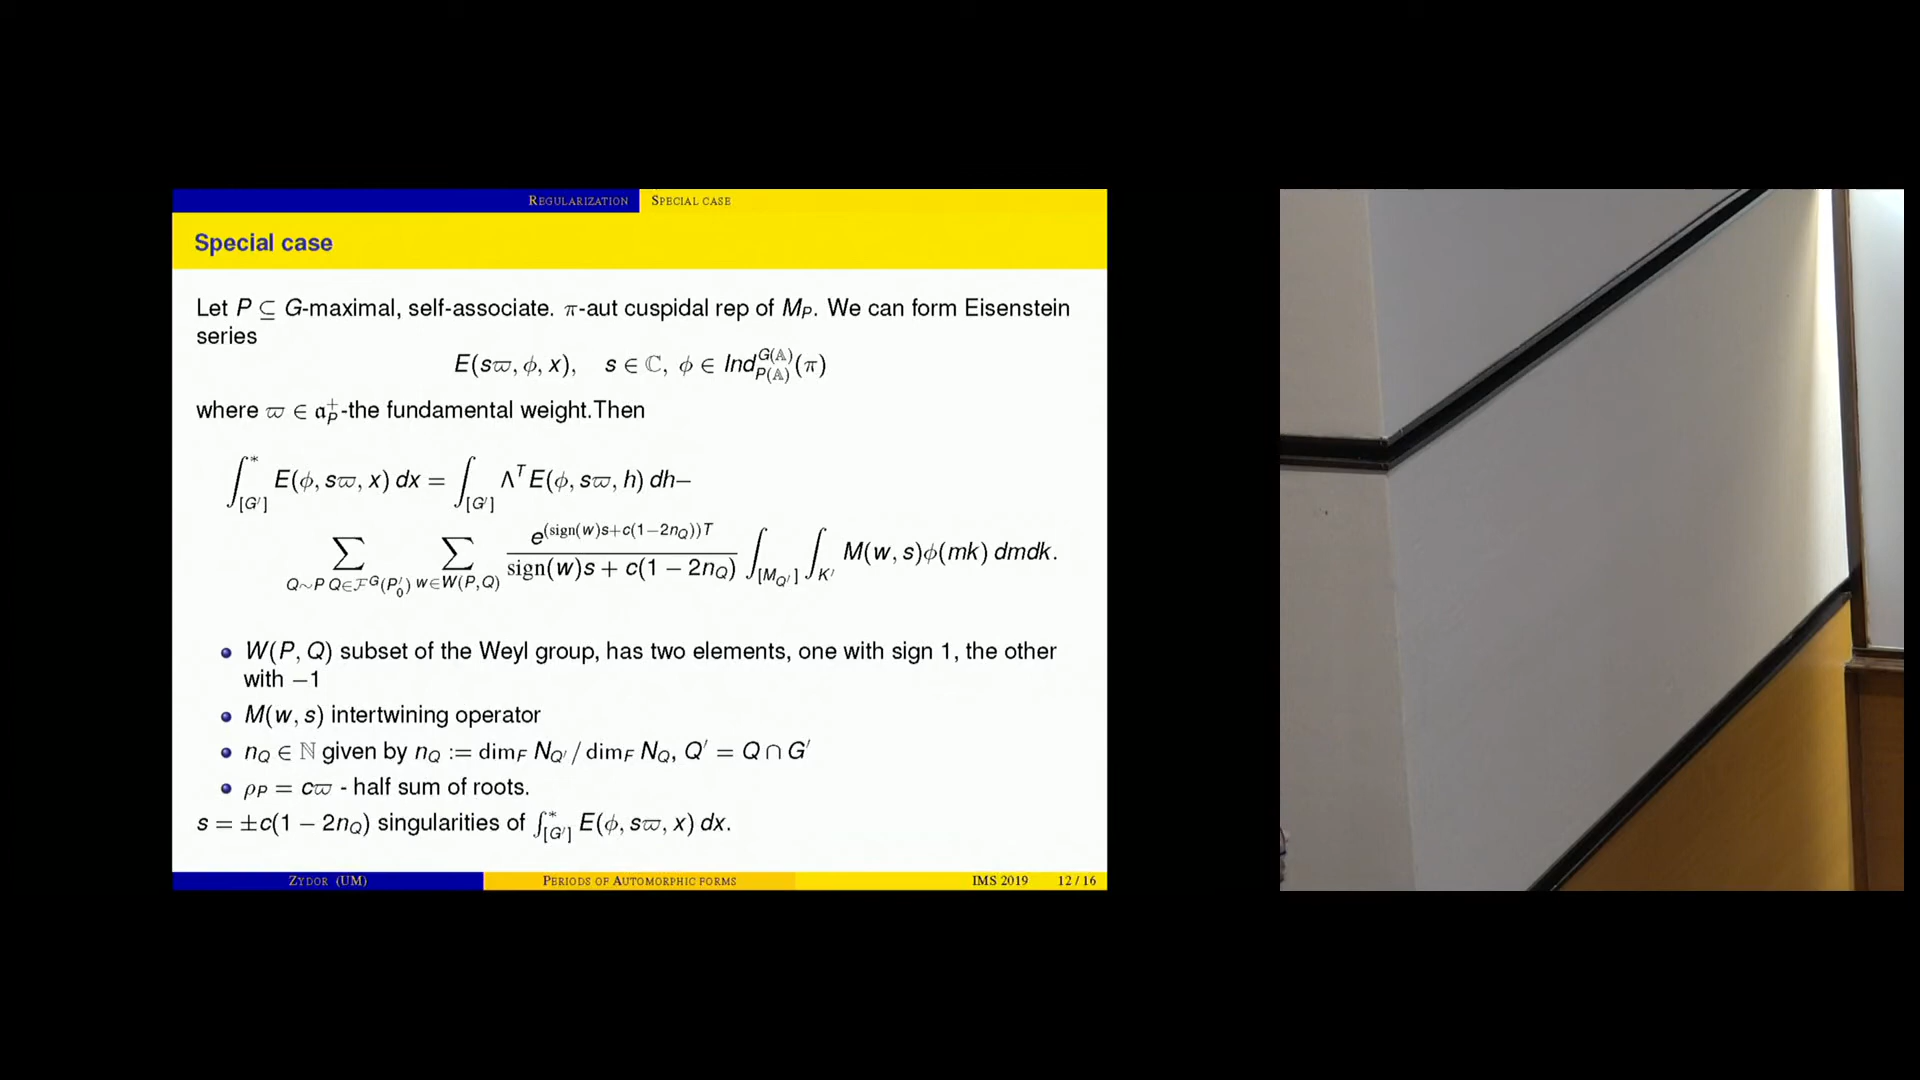 REGULARIZATION SPECIAL CASE
Special case
Let P ⊆ G-maximal, self-associate. π-aut cuspidal rep of M_P. We can form Eisenstein
series
E(sϖ, ϕ, x), s ∈ ℂ, ϕ ∈ Ind_{P(𝔸)}^{G(𝔸)}(π)
where ϖ ∈ 𝔞_P^+-the fundamental weight.Then
∫_{[G′]}^* E(ϕ, sϖ, x) dx = ∫_{[G′]} Λ^T E(ϕ, sϖ, h) dh−
∑_{Q∼P Q∈ℱ^G(P′_0)} ∑_{w∈W(P,Q)} e^{(sign(w)s+c(1−2n_Q))T} / (sign(w)s + c(1 − 2n_Q)) ∫_{[M_{Q′}]} ∫_{K′} M(w, s)ϕ(mk) dmdk.
• W(P, Q) subset of the Weyl group, has two elements, one with sign 1, the other
with −1
• M(w, s) intertwining operator
• n_Q ∈ ℕ given by n_Q := dim_F N_{Q′} / dim_F N_Q, Q′ = Q ∩ G′
• ρ_P = cϖ - half sum of roots.
s = ±c(1 − 2n_Q) singularities of ∫_{[G′]}^* E(ϕ, sϖ, x) dx.
ZYDOR (UM) PERIODS OF AUTOMORPHIC FORMS IMS 2019 12 / 16